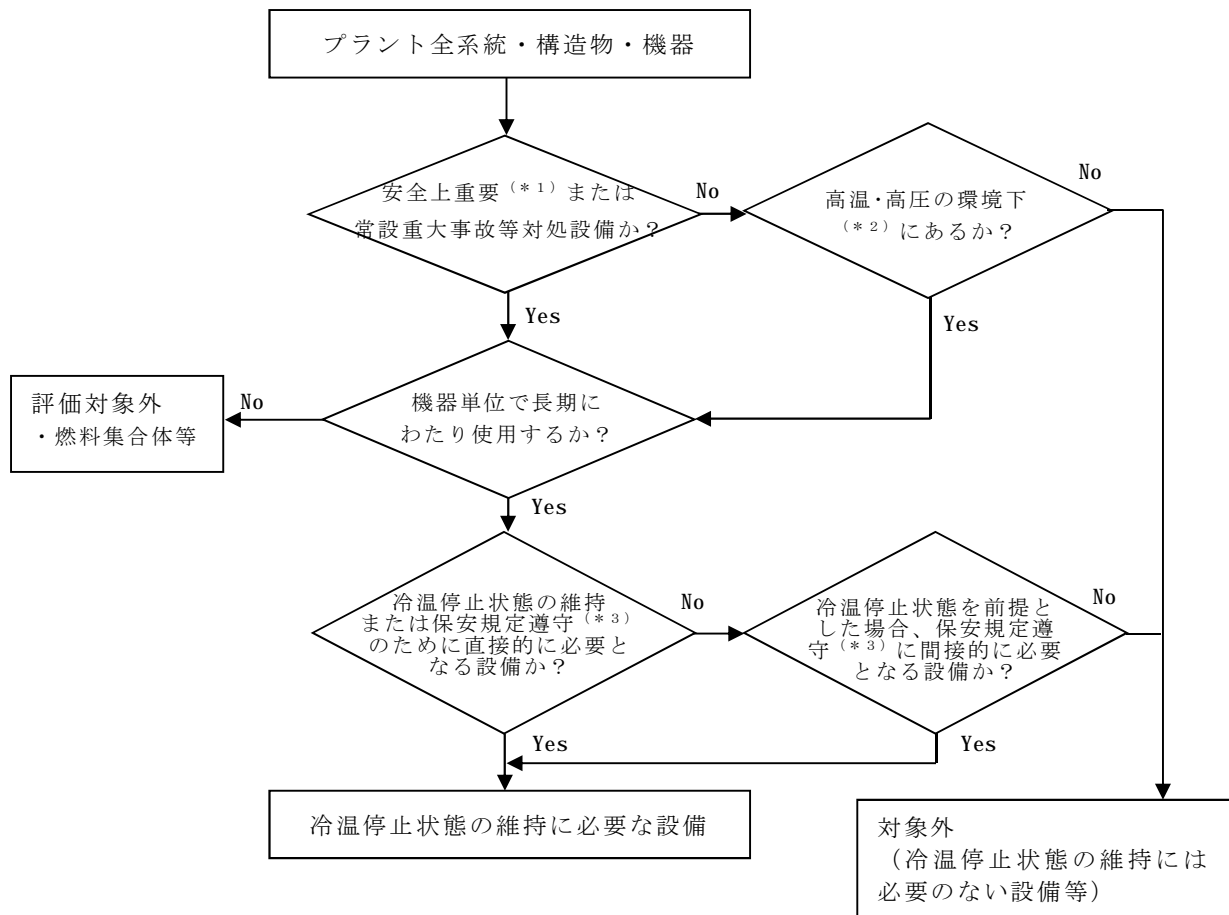 プラント全系統・構造物・機器
安全上重要(*1)または
常設重大事故等対処設備か？
No
高温・高圧の環境下
(*2)にあるか？
No
Yes
Yes
評価対象外
・燃料集合体等
No
機器単位で長期に
わたり使用するか？
Yes
冷温停止状態の維持
または保安規定遵守(*3)
のために直接的に必要と
なる設備か？
No
冷温停止状態を前提と
した場合、保安規定遵
守(*3)に間接的に必要
となる設備か？
No
Yes
Yes
冷温停止状態の維持に必要な設備
対象外
（冷温停止状態の維持には
必要のない設備等）